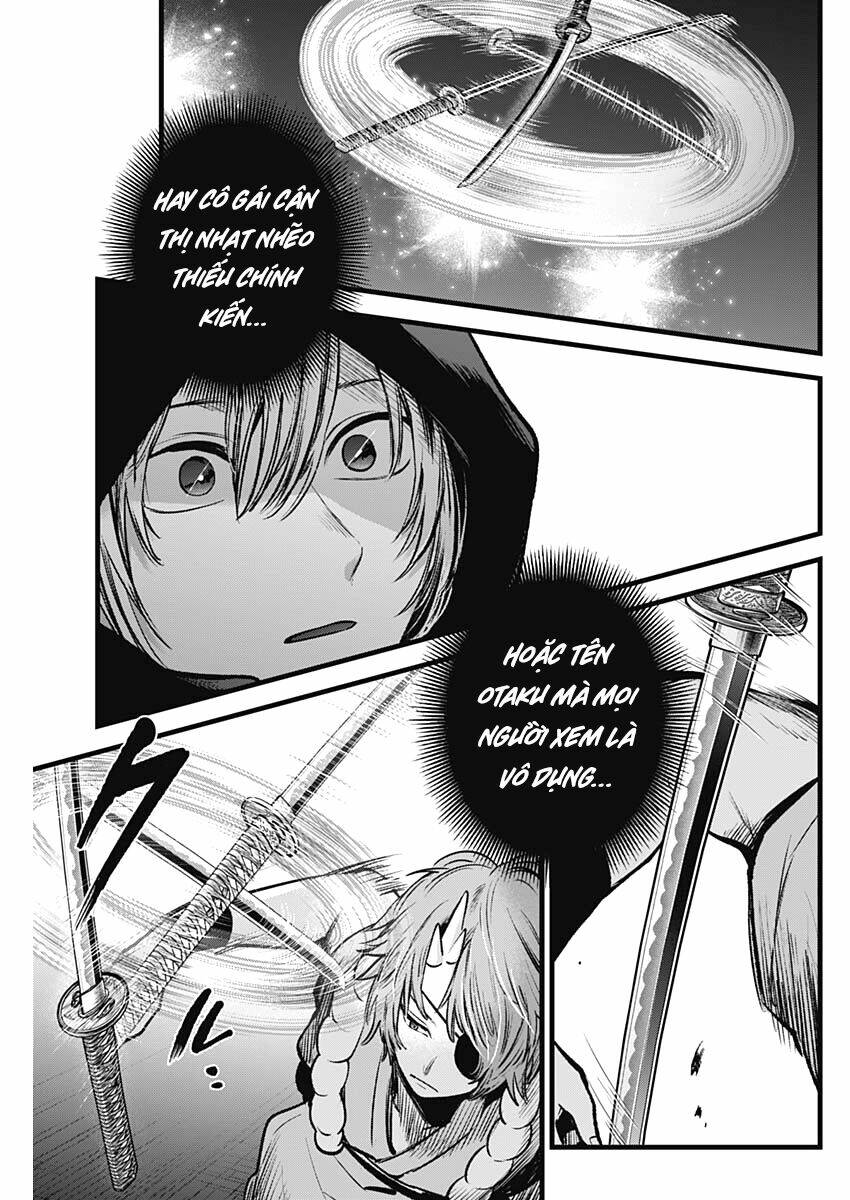 HAY CÔ GÁI CẬN
THỊ NHẠT NHẼO
THIẾU CHÍNH
KIẾN...
HOẶC TÊN
OTAKU MÀ MỌI
NGƯỜI XEM LÀ
VÔ DỤNG...